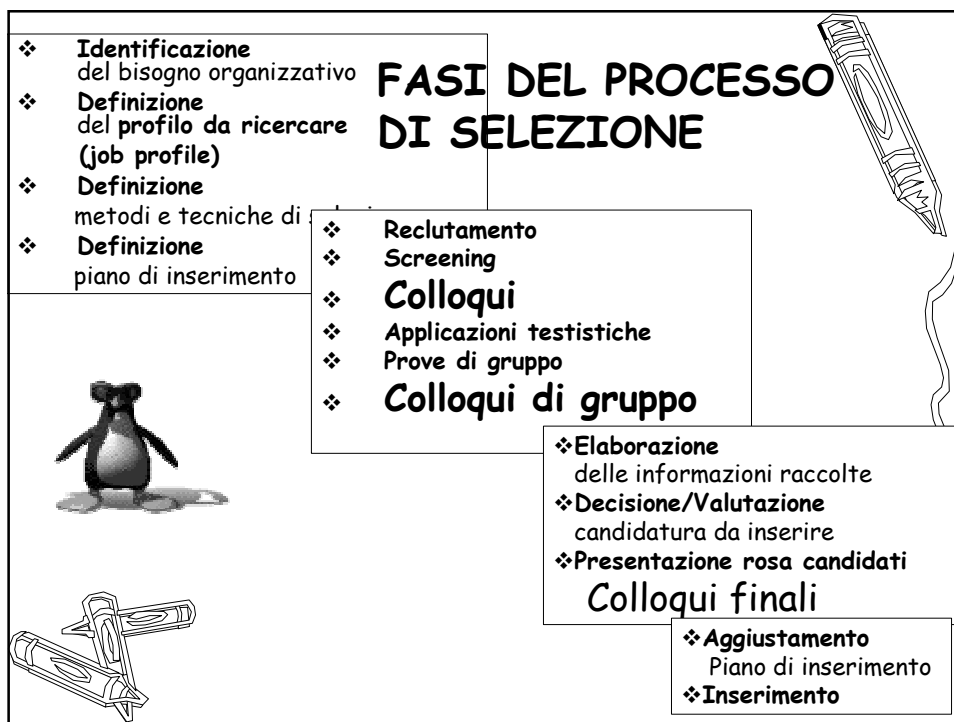 FASI DEL PROCESSO
DI SELEZIONE
❖ Identificazione
del bisogno organizzativo
❖ Definizione
del profilo da ricercare
(job profile)
❖ Definizione
metodi e tecniche di
❖ Definizione
piano di inserimento
❖ Reclutamento
❖ Screening
❖ Colloqui
❖ Applicazioni testistiche
❖ Prove di gruppo
❖ Colloqui di gruppo
❖Elaborazione
delle informazioni raccolte
❖Decisione/Valutazione
candidatura da inserire
❖Presentazione rosa candidati
Colloqui finali
❖Aggiustamento
Piano di inserimento
❖Inserimento